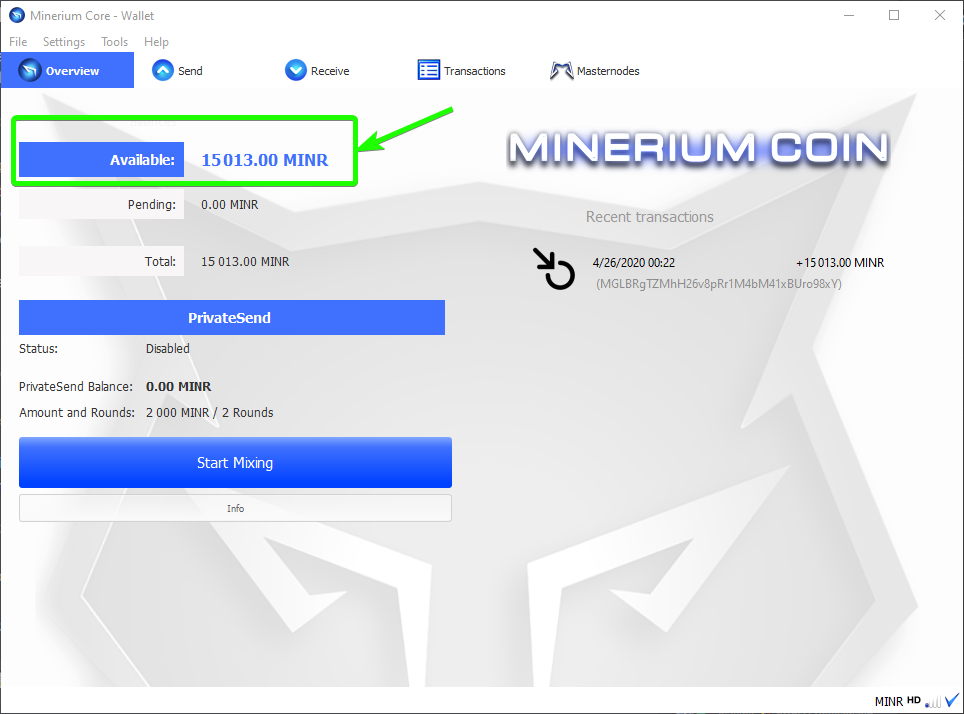 Minerium Core - Wallet
File Settings Tools Help
Overview Send Receive Transactions Masternodes
Available: 15 013.00 MINR
MINERIUM COIN
Pending: 0.00 MINR
Recent transactions
Total: 15 013.00 MINR
4/26/2020 00:22 +15 013.00 MINR
(MGLBRgTZMhH26v8pRr1M4bM41xBUro98xY)
PrivateSend
Status: Disabled
PrivateSend Balance: 0.00 MINR
Amount and Rounds: 2 000 MINR / 2 Rounds
Start Mixing
Info
MINR HD